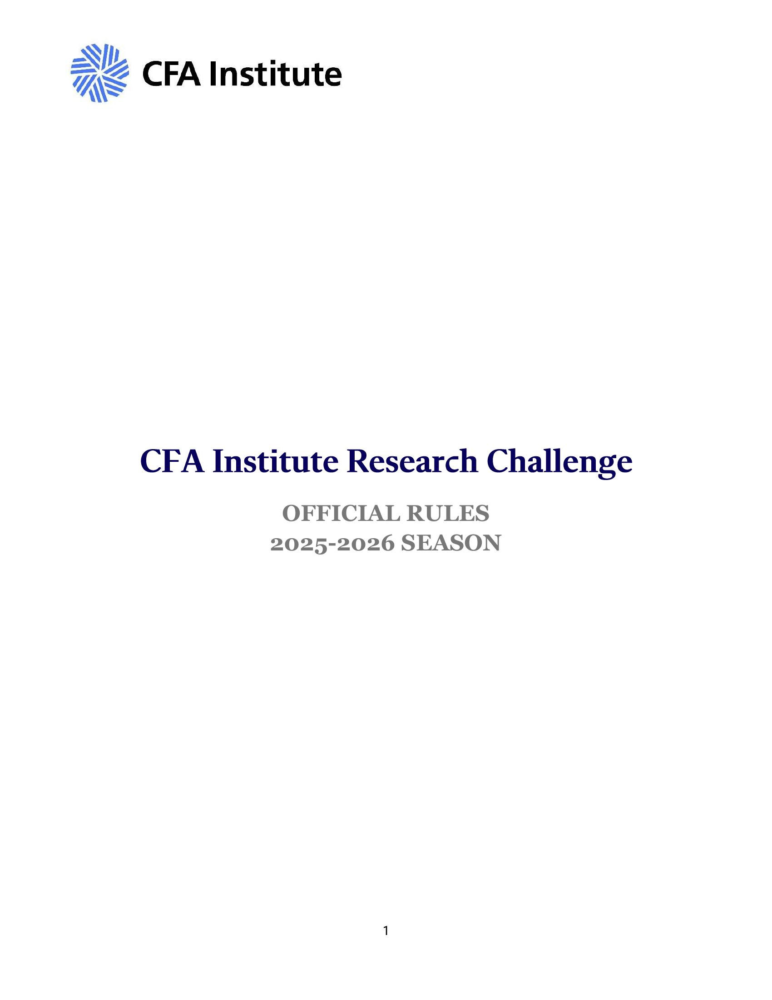 CFA Institute
CFA Institute Research Challenge
OFFICIAL RULES
2025-2026 SEASON
1